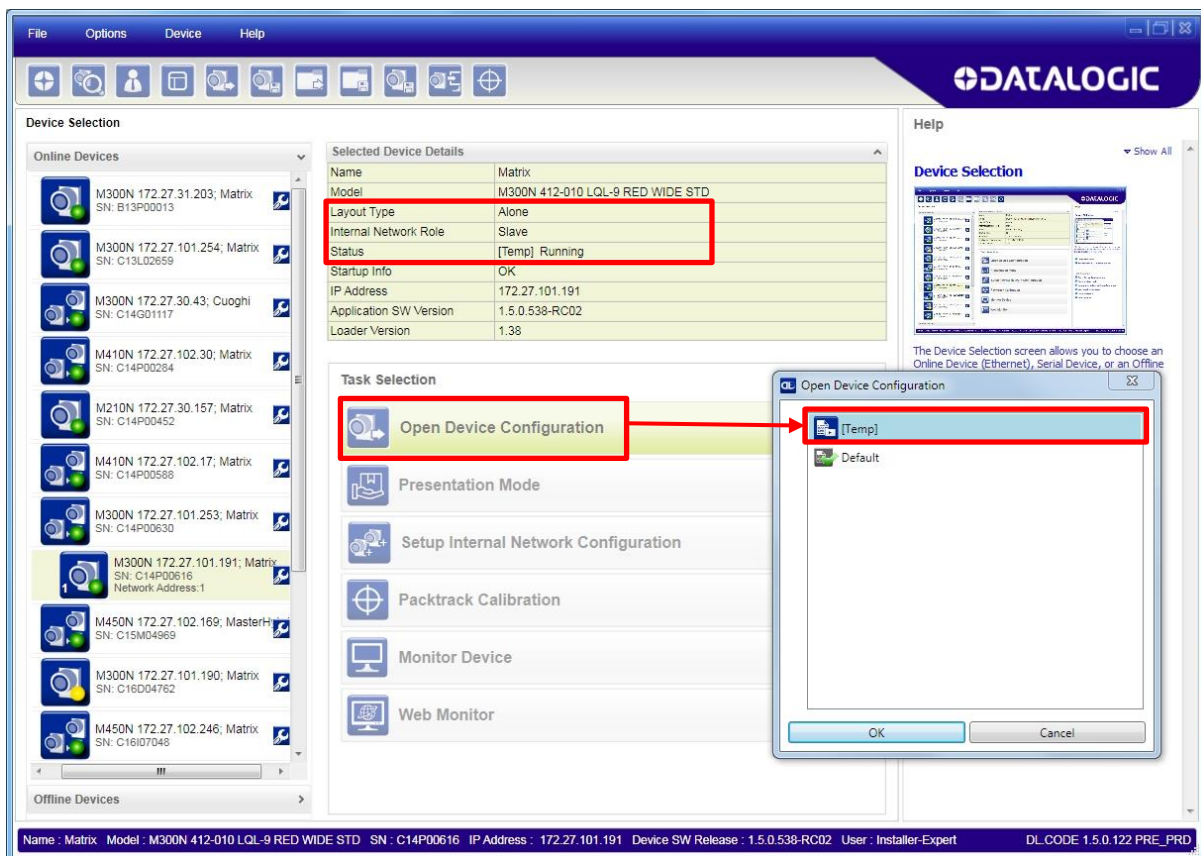 File Options Device Help
DATALOGIC
Device Selection
Online Devices
M300N 172.27.31.203; Matrix
SN: B13P00013
M300N 172.27.101.254; Matrix
SN: C13L02659
M300N 172.27.30.43; Cuoghi
SN: C14G01117
M410N 172.27.102.30; Matrix
SN: C14P00284
M210N 172.27.30.157; Matrix
SN: C14P00452
M410N 172.27.102.17; Matrix
SN: C14P00588
M300N 172.27.101.253; Matrix
SN: C14P00630
M300N 172.27.101.191; Matrix
SN: C14P00616
1 Network Address:1
M450N 172.27.102.169;
SN: C15M04969
M300N 172.27.101.190; Matrix
SN: C16D04762
M450N 172.27.102.246; Matrix
SN: C16I07048
Offline Devices
Selected Device Details
Name Matrix
Model M300N 412-010 LQL-9 RED WIDE STD
Layout Type Alone
Internal Network Role Slave
Status [Temp] Running
Startup Info OK
IP Address 172.27.101.191
Application SW Version 1.5.0.538-RC02
Loader Version 1.38
Task Selection
Open Device Configuration
Presentation Mode
Setup Internal Network Configuration
Packtrack Calibration
Monitor Device
Web Monitor
Help
Show All
Device Selection
DATALOGIC
The Device Selection screen allows you to choose an
Online Device (Ethernet), Serial Device, or an Offline
Open Device Configuration
[Temp]
Default
OK Cancel
Name : Matrix Model : M300N 412-010 LQL-9 RED WIDE STD SN : C14P00616 IP Address : 172.27.101.191 Device SW Release : 1.5.0.538-RC02 User : Installer-Expert DL.CODE 1.5.0.122 PRE_PRD